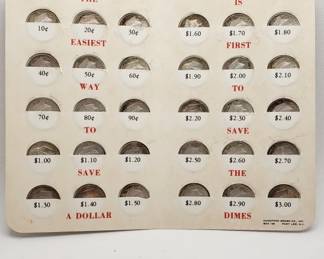 THE
10¢ 20¢ 30¢
EASIEST
40¢ 50¢ 60¢
WAY
70¢ 80¢ 90¢
TO
$1.00 $1.10 $1.20
SAVE
$1.30 $1.40 $1.50
A DOLLAR
IS
$1.60 $1.70 $1.80
FIRST
$1.90 $2.00 $2.10
TO
$2.20 $2.30 $2.40
SAVE
$2.50 $2.60 $2.70
THE
$2.80 $2.90 $3.00
DIMES